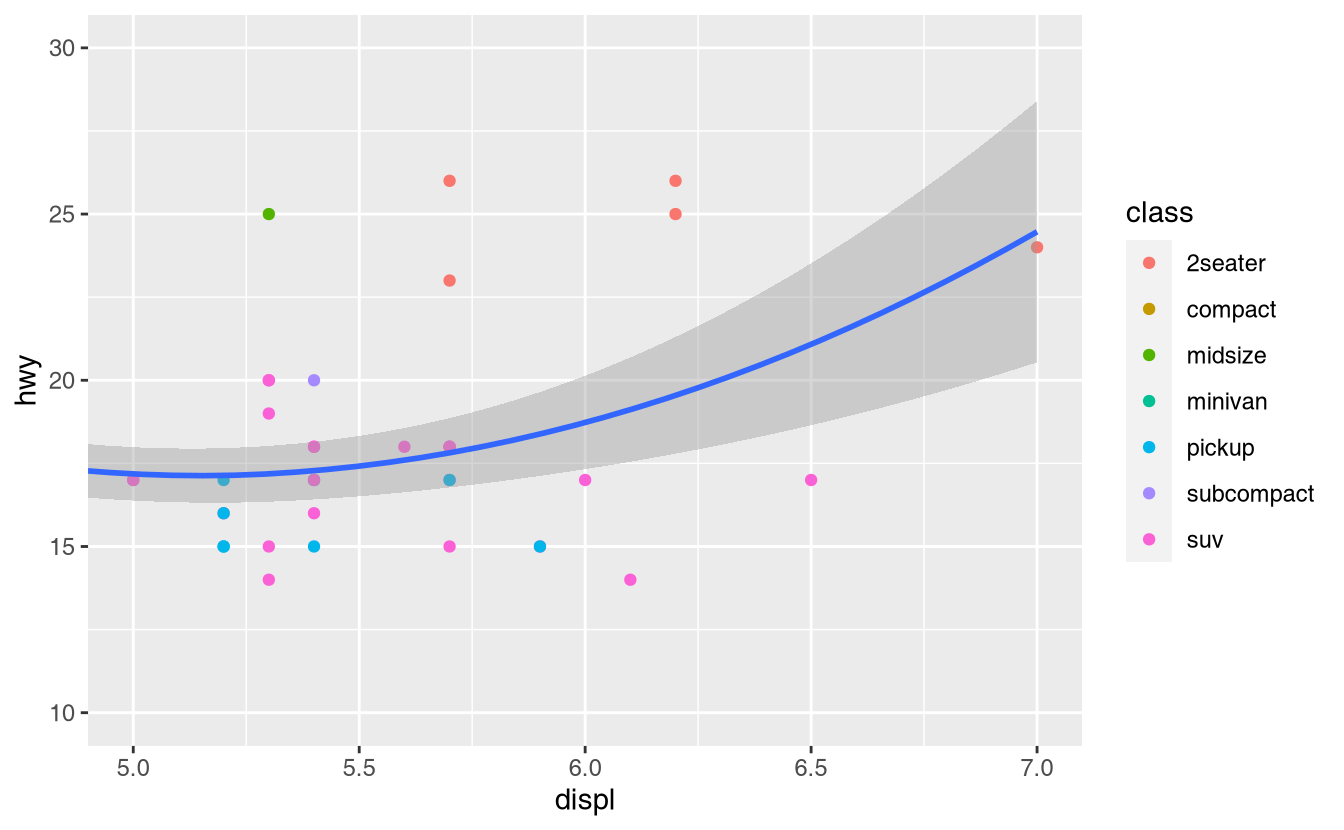 30
25
20
15
10
hwy
5.0 5.5 6.0 6.5 7.0
displ
class
2seater
compact
midsize
minivan
pickup
subcompact
suv